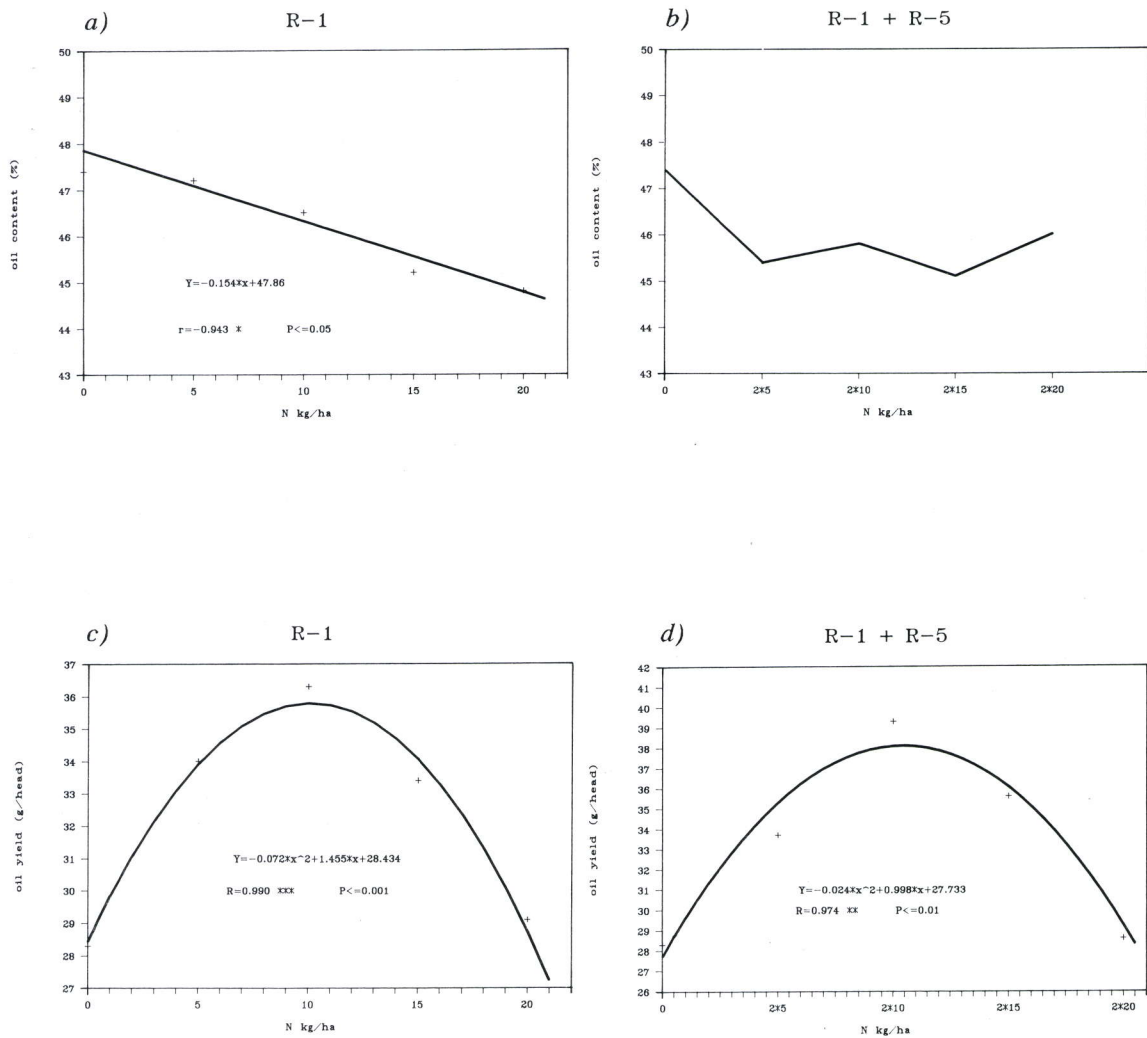 a) R-1
50
49
48
47
46
45
44
43
oil content (%)
Y=-0.154*x+47.86
r=-0.943 * P<=0.05
0 5 10 15 20
N kg/ha
b) R-1 + R-5
50
49
48
47
46
45
44
43
oil content (%)
0 2*5 2*10 2*15 2*20
N kg/ha
c) R-1
37
36
35
34
33
32
31
30
29
28
27
oil yield (g/head)
Y=-0.072*x^2+1.455*x+28.434
R=0.990 *** P<=0.001
0 5 10 15 20
N kg/ha
d) R-1 + R-5
42
41
40
39
38
37
36
35
34
33
32
31
30
29
28
27
26
oil yield (g/head)
Y=-0.024*x^2+0.998*x+27.733
R=0.974 ** P<=0.01
0 2*5 2*10 2*15 2*20
N kg/ha